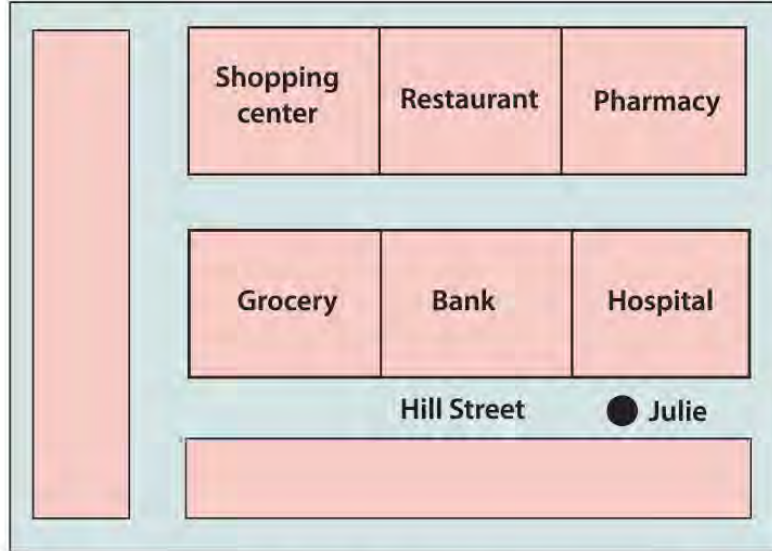 Shopping
center
Restaurant
Pharmacy
Grocery
Bank
Hospital
Hill Street
Julie